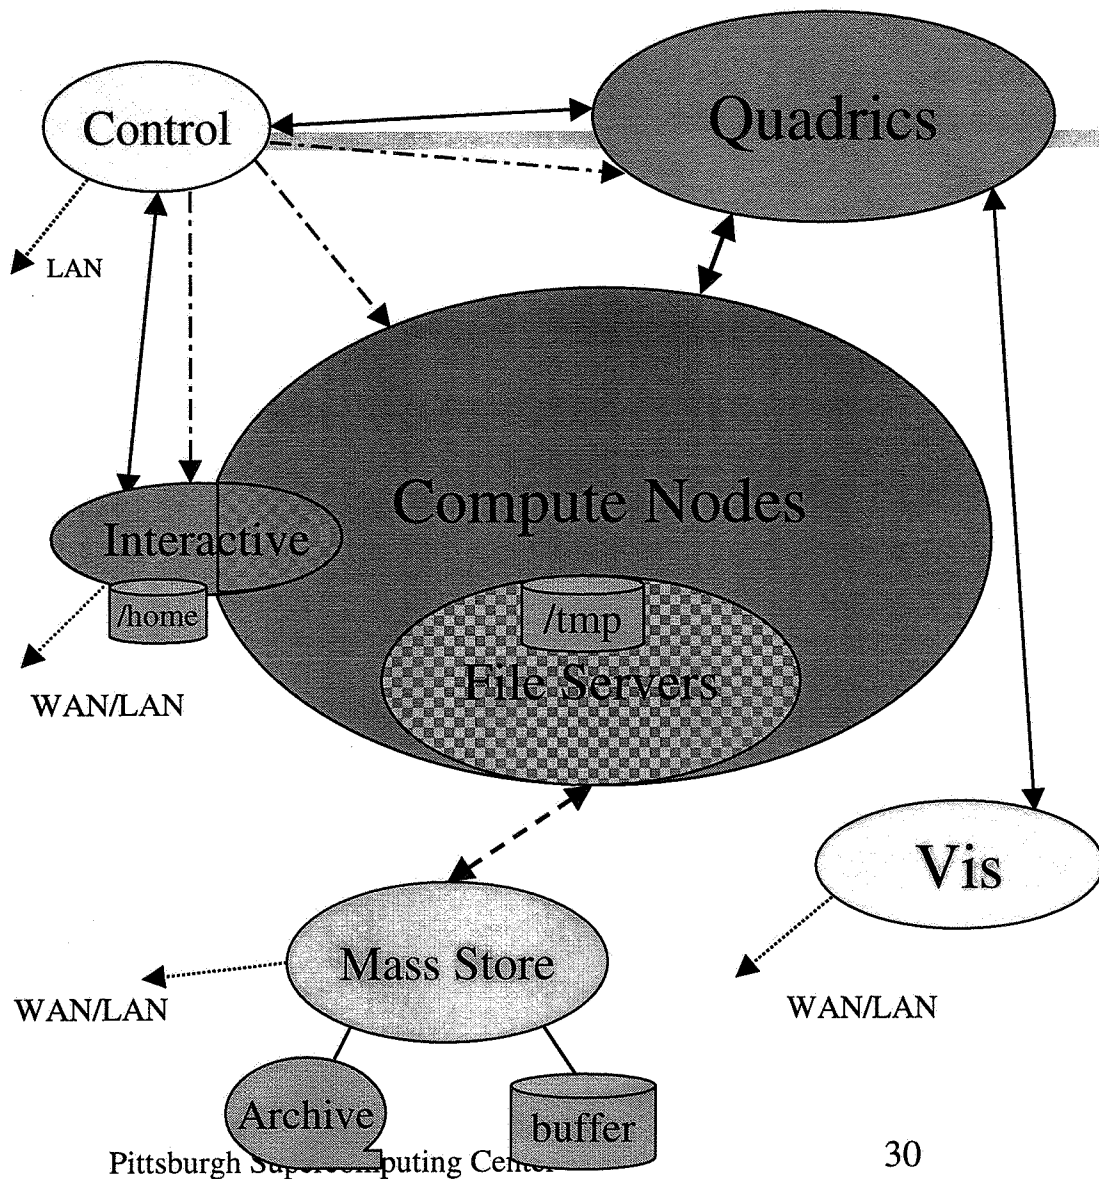 Control
Quadrics
LAN
Compute Nodes
Interactive
/home
/tmp
File Servers
WAN/LAN
Vis
Mass Store
WAN/LAN
WAN/LAN
Archive
buffer
Pittsburgh Supercomputing Center
30